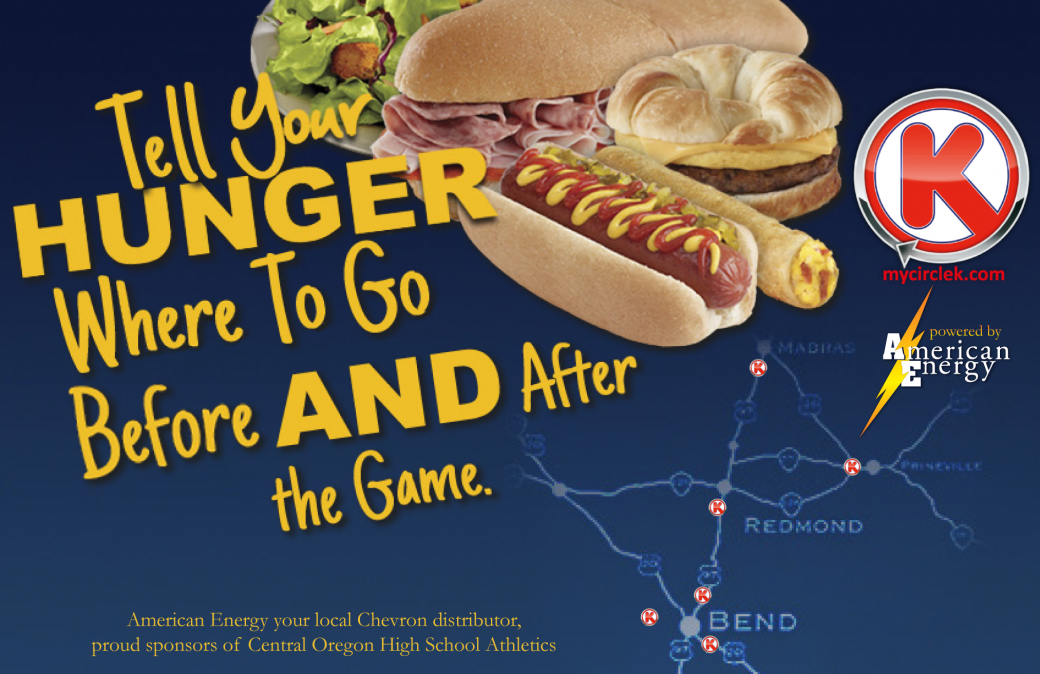 Tell Your
HUNGER
Where To Go
Before AND After
the Game.
K
mycirclek.com
powered by
American
Energy
MADRAS
PRINEVILLE
REDMOND
BEND
American Energy your local Chevron distributor,
proud sponsors of Central Oregon High School Athletics